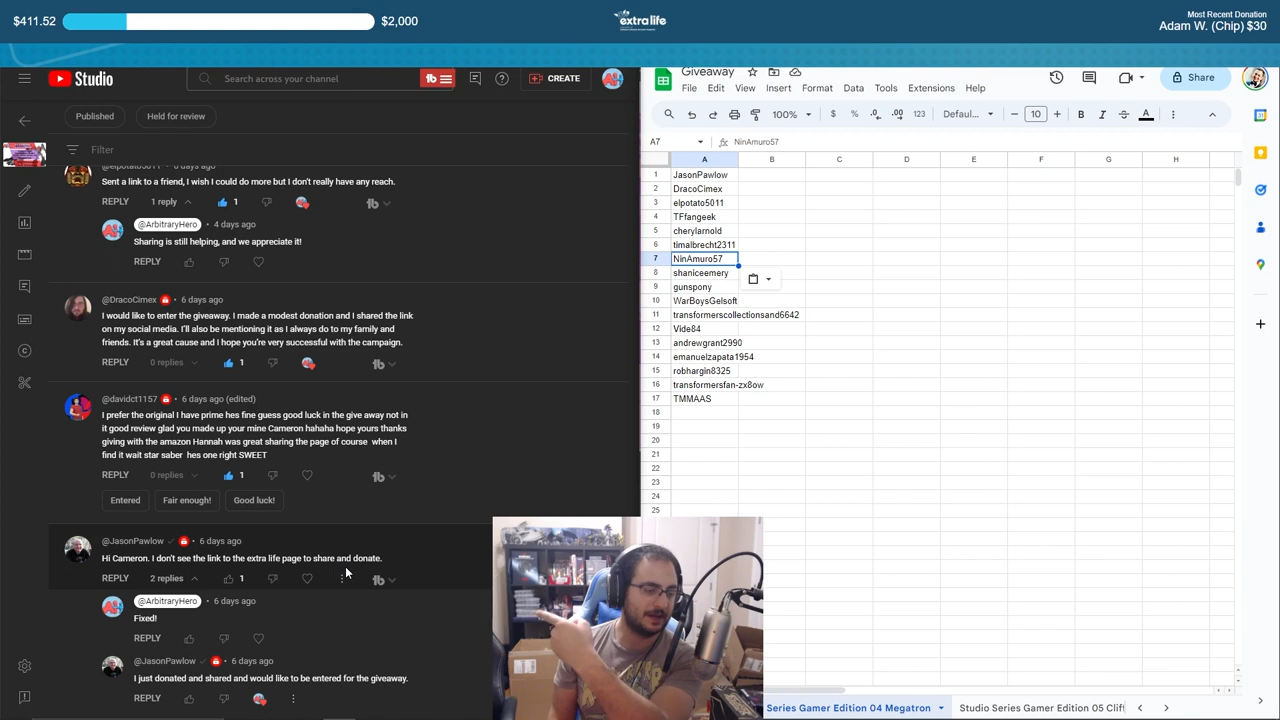 $411.52
$2,000
extralife
Most Recent Donation
Adam W. (Chip) $30
Studio
Search across your channel
tb
CREATE
Published
Held for review
Filter
Sent a link to a friend, I wish I could do more but I don't really have any reach.
REPLY 1 reply 1 tb
@ArbitraryHero • 4 days ago
Sharing is still helping, and we appreciate it!
REPLY
@DracoCimex • 6 days ago
I would like to enter the giveaway. I made a modest donation and I shared the link
on my social media. I'll also be mentioning it as I always do to my family and
friends. It's a great cause and I hope you're very successful with the campaign.
REPLY 0 replies 1 tb
@davidct1157 • 6 days ago (edited)
I prefer the original I have prime hes fine guess good luck in the give away not in
it good review glad you made up your mine Cameron hahaha hope yours thanks
giving with the amazon Hannah was great sharing the page of course when I
find it wait star saber hes one right SWEET
REPLY 0 replies 1 tb
Entered Fair enough! Good luck!
@JasonPawlow • 6 days ago
Hi Cameron. I don't see the link to the extra life page to share and donate.
REPLY 2 replies 1 tb
@ArbitraryHero • 6 days ago
Fixed!
REPLY
@JasonPawlow • 6 days ago
I just donated and shared and would like to be entered for the giveaway.
REPLY
Giveaway
Share
File Edit View Insert Format Data Tools Extensions Help
100% $ % .0 .00 123 Defaul... 10 B I A
A7 fx NinAmuro57
A B C D E F G H
1 JasonPawlow
2 DracoCimex
3 elpotato5011
4 TFfangeek
5 cherylarnold
6 timalbrecht2311
7 NinAmuro57
8 shaniceemery
9 gunspony
10 WarBoysGelsoft
11 transformerscollectionsand6642
12 Vide84
13 andrewgrant2990
14 emanuelzapata1954
15 robhargin8325
16 transformersfan-zx8ow
17 TMMAAS
18
19
20
21
22
23
24
25
Series Gamer Edition 04 Megatron
Studio Series Gamer Edition 05 Clif